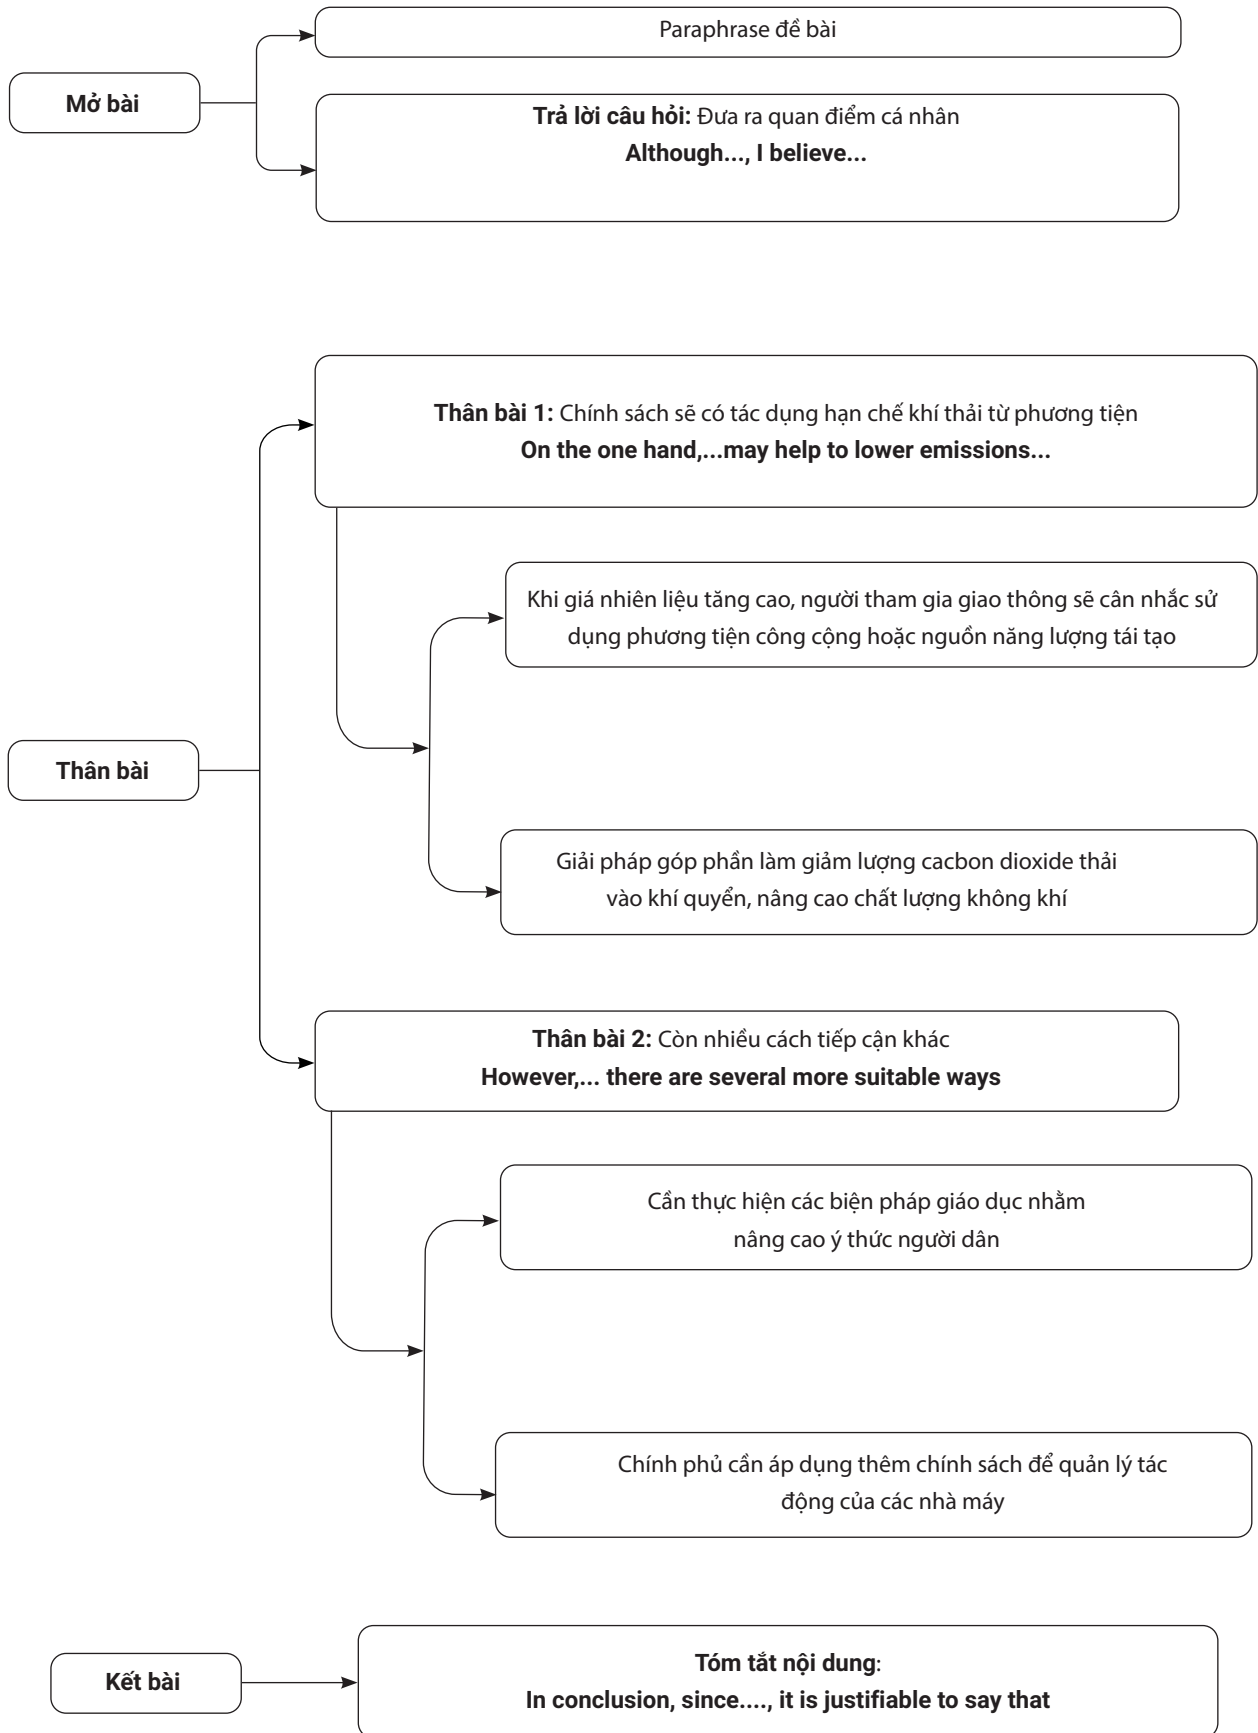 Paraphrase đề bài
Mở bài
Trả lời câu hỏi: Đưa ra quan điểm cá nhân
Although..., I believe...
Thân bài 1: Chính sách sẽ có tác dụng hạn chế khí thải từ phương tiện
On the one hand,...may help to lower emissions...
Khi giá nhiên liệu tăng cao, người tham gia giao thông sẽ cân nhắc sử
dụng phương tiện công cộng hoặc nguồn năng lượng tái tạo
Thân bài
Giải pháp góp phần làm giảm lượng cacbon dioxide thải
vào khí quyển, nâng cao chất lượng không khí
Thân bài 2: Còn nhiều cách tiếp cận khác
However,... there are several more suitable ways
Cần thực hiện các biện pháp giáo dục nhằm
nâng cao ý thức người dân
Chính phủ cần áp dụng thêm chính sách để quản lý tác
động của các nhà máy
Kết bài
Tóm tắt nội dung:
In conclusion, since...., it is justifiable to say that